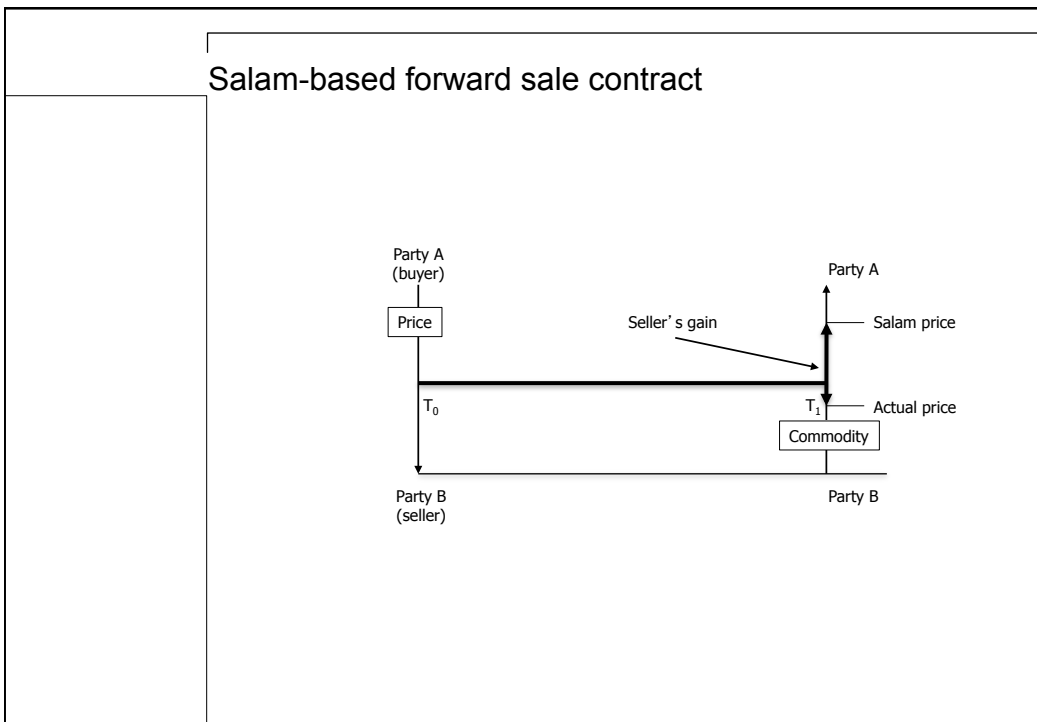 Salam-based forward sale contract
Party A
(buyer)
Party A
Price
Seller's gain
Salam price
T₀
T₁
Actual price
Commodity
Party B
(seller)
Party B